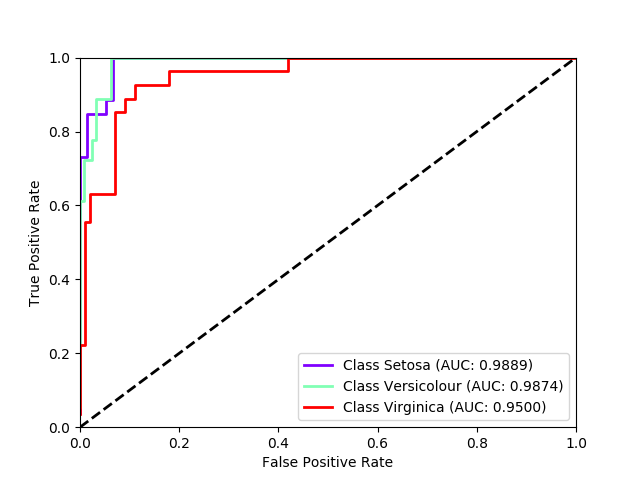 1.0
0.8
0.6
0.4
0.2
0.0
True Positive Rate
0.0 0.2 0.4 0.6 0.8 1.0
False Positive Rate
Class Setosa (AUC: 0.9889)
Class Versicolour (AUC: 0.9874)
Class Virginica (AUC: 0.9500)